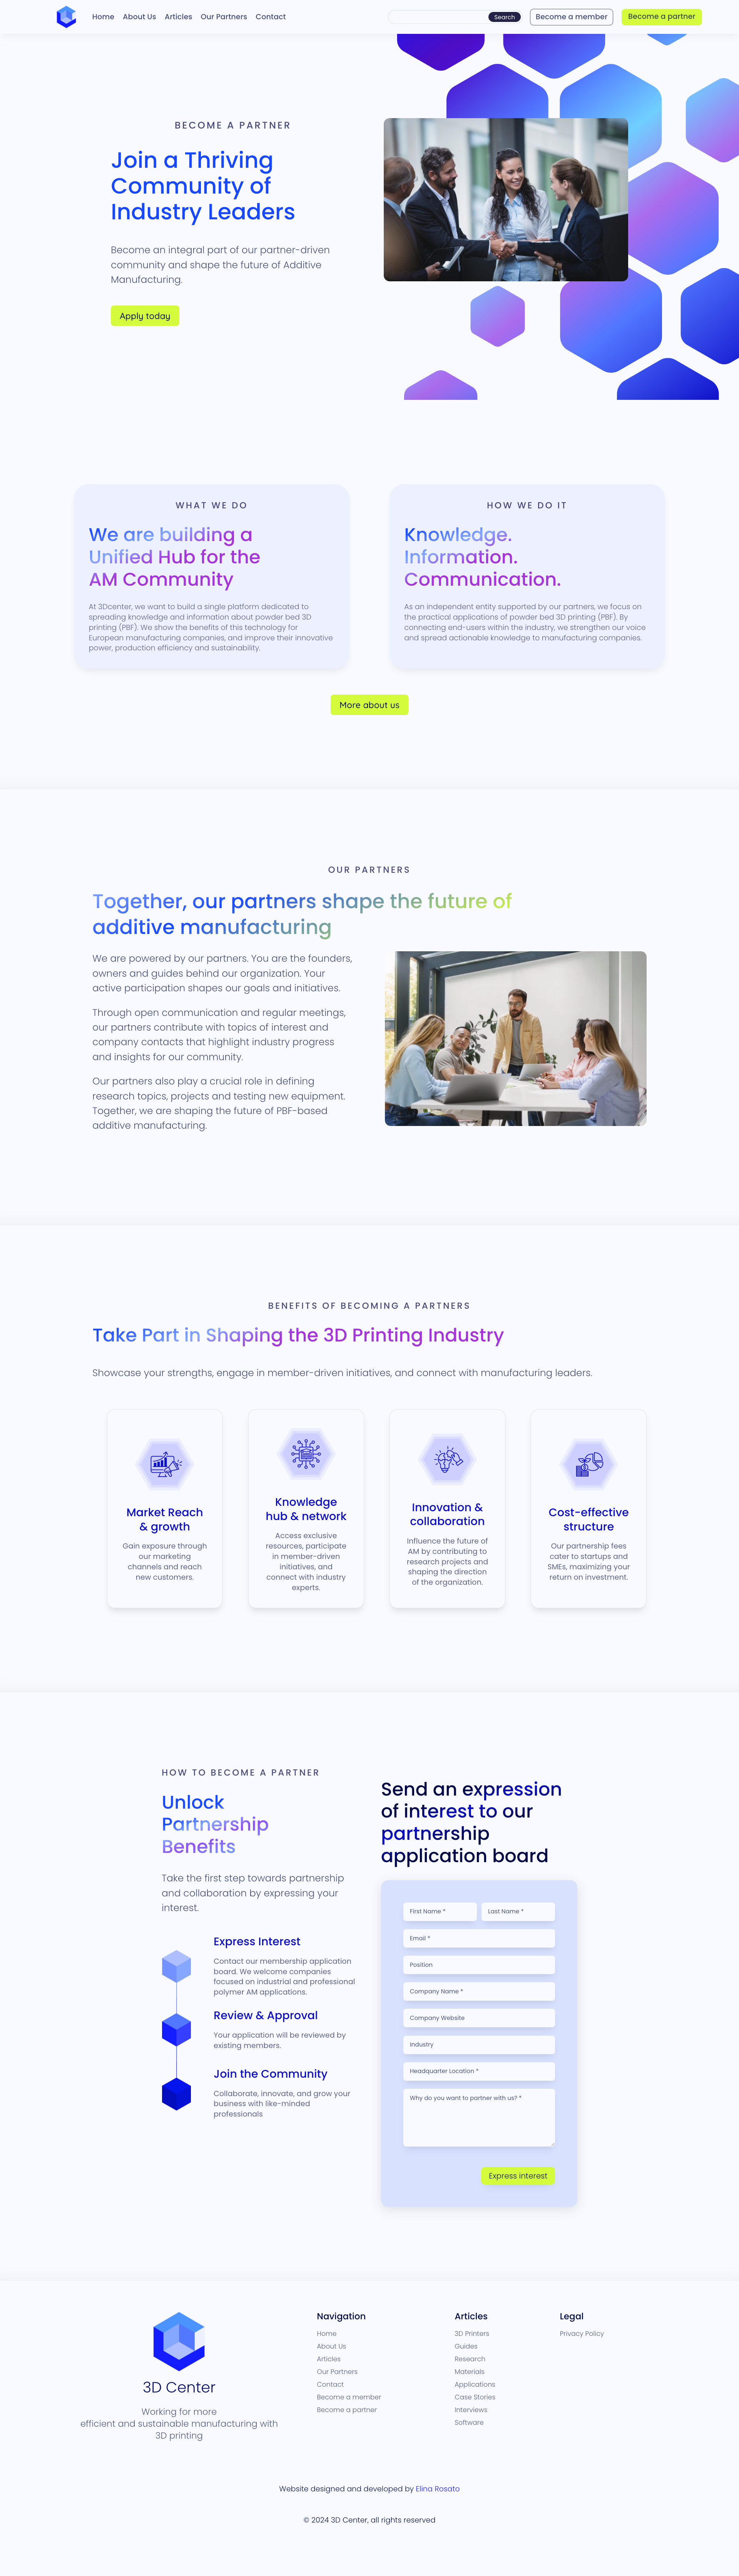 Home About Us Articles Our Partners Contact Search Become a member Become a partner
BECOME A PARTNER
Join a Thriving
Community of
Industry Leaders
Become an integral part of our partner-driven
community and shape the future of Additive
Manufacturing.
Apply today
WHAT WE DO
We are building a
Unified Hub for the
AM Community
At 3Dcenter, we want to build a single platform dedicated to
spreading knowledge and information about powder bed 3D
printing (PBF). We show the benefits of this technology for
European manufacturing companies, and improve their innovative
power, production efficiency and sustainability.
HOW WE DO IT
Knowledge.
Information.
Communication.
As an independent entity supported by our partners, we focus on
the practical applications of powder bed 3D printing (PBF). By
connecting end-users within the industry, we strengthen our voice
and spread actionable knowledge to manufacturing companies.
More about us
OUR PARTNERS
Together, our partners shape the future of
additive manufacturing
We are powered by our partners. You are the founders,
owners and guides behind our organization. Your
active participation shapes our goals and initiatives.
Through open communication and regular meetings,
our partners contribute with topics of interest and
company contacts that highlight industry progress
and insights for our community.
Our partners also play a crucial role in defining
research topics, projects and testing new equipment.
Together, we are shaping the future of PBF-based
additive manufacturing.
BENEFITS OF BECOMING A PARTNERS
Take Part in Shaping the 3D Printing Industry
Showcase your strengths, engage in member-driven initiatives, and connect with manufacturing leaders.
Market Reach
& growth
Gain exposure through
our marketing
channels and reach
new customers.
Knowledge
hub & network
Access exclusive
resources, participate
in member-driven
initiatives, and
connect with industry
experts.
Innovation &
collaboration
Influence the future of
AM by contributing to
research projects and
shaping the direction
of the organization.
Cost-effective
structure
Our partnership fees
cater to startups and
SMEs, maximizing your
return on investment.
HOW TO BECOME A PARTNER
Unlock
Partnership
Benefits
Take the first step towards partnership
and collaboration by expressing your
interest.
Express Interest
Contact our membership application
board. We welcome companies
focused on industrial and professional
polymer AM applications.
Review & Approval
Your application will be reviewed by
existing members.
Join the Community
Collaborate, innovate, and grow your
business with like-minded
professionals
Send an expression
of interest to our
partnership
application board
First Name * Last Name *
Email *
Position
Company Name *
Company Website
Industry
Headquarter Location *
Why do you want to partner with us? *
Express interest
3D Center
Working for more
efficient and sustainable manufacturing with
3D printing
Navigation
Home
About Us
Articles
Our Partners
Contact
Become a member
Become a partner
Articles
3D Printers
Guides
Research
Materials
Applications
Case Stories
Interviews
Software
Legal
Privacy Policy
Website designed and developed by Elina Rosato
© 2024 3D Center, all rights reserved